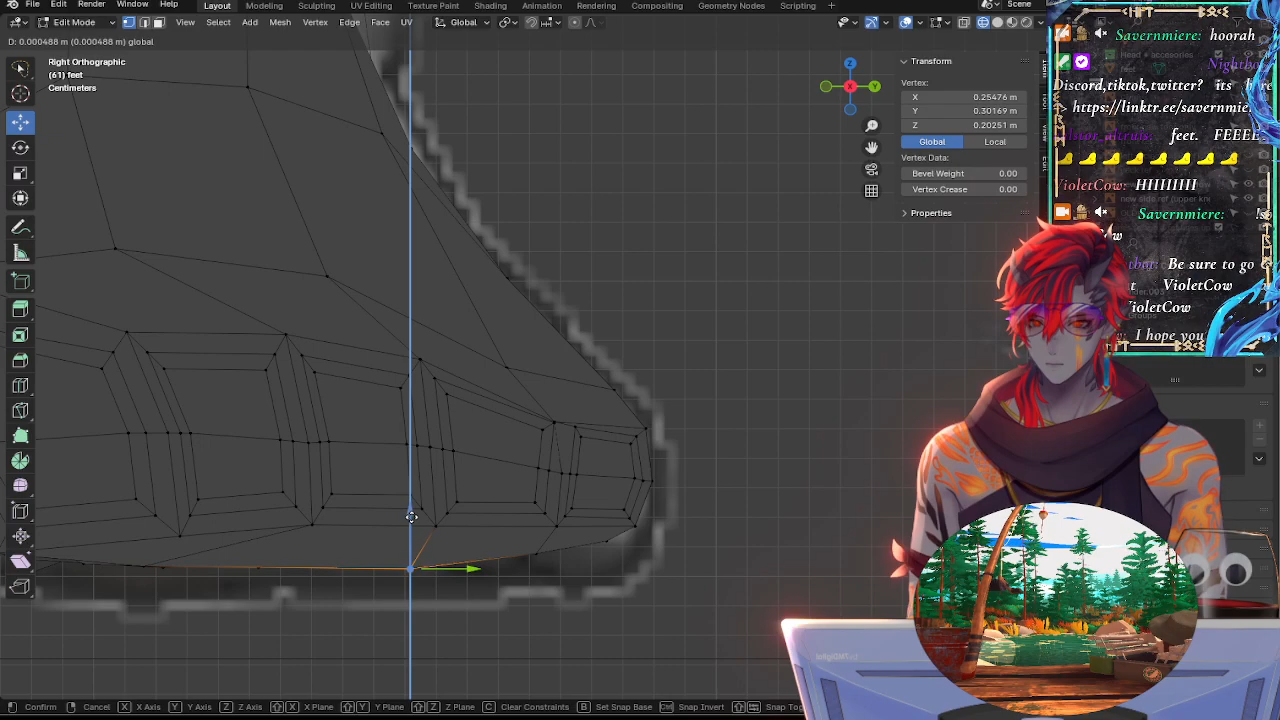 File Edit Render Window Help Layout Modeling Sculpting UV Editing Texture Paint Shading Animation Rendering Compositing Geometry Nodes Scripting + Scene
Edit Mode View Select Add Mesh Vertex Edge Face UV Global
D: 0.000488 m (0.000488 m) global
Right Orthographic
(61) feet
Centimeters
Transform
Vertex:
X 0.25476 m
Y 0.30169 m
Z 0.20251 m
Global Local
Vertex Data:
Bevel Weight 0.00
Vertex Crease 0.00
Properties
Z
X
Y
Savernmiere: hoorah
Discord,tiktok,twitter? its here
> https://linktr.ee/savernmie
feet. FEEEE
VioletCow: HIIIIIII
Savernmiere:
Be sure to go
VioletCow
VioletCow
I hope you
Confirm Cancel X X Axis Y Y Axis Z Z Axis X X Plane Y Y Plane Z Z Plane C Clear Constraints B Set Snap Base Ctrl Snap Invert Snap Tog